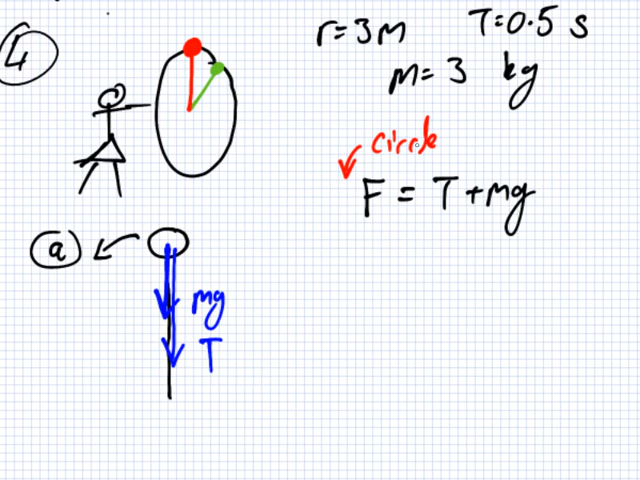 4
r=3m T=0.5 s
m=3 kg
circle
F = T+mg
a
mg
T